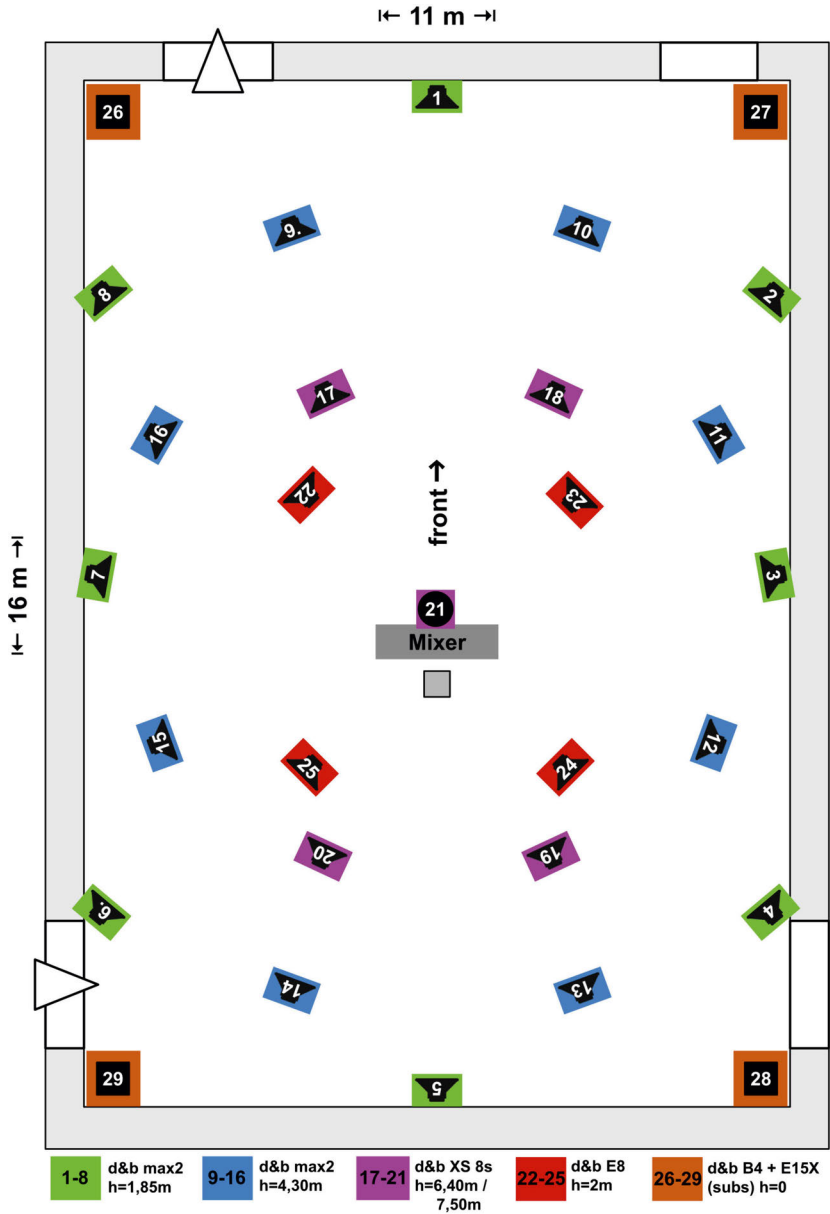 |← 11 m →|
1
26
27
9.
10
8
2
17
18
16
11
22
23
front →
7
3
|← 16 m →|
21
Mixer
15
12
25
24
20
19
6.
4
14
13
29
5
28
1-8
d&b max2
h=1,85m
9-16
d&b max2
h=4,30m
17-21
d&b XS 8s
h=6,40m /
7,50m
22-25
d&b E8
h=2m
26-29
d&b B4 + E15X
(subs) h=0